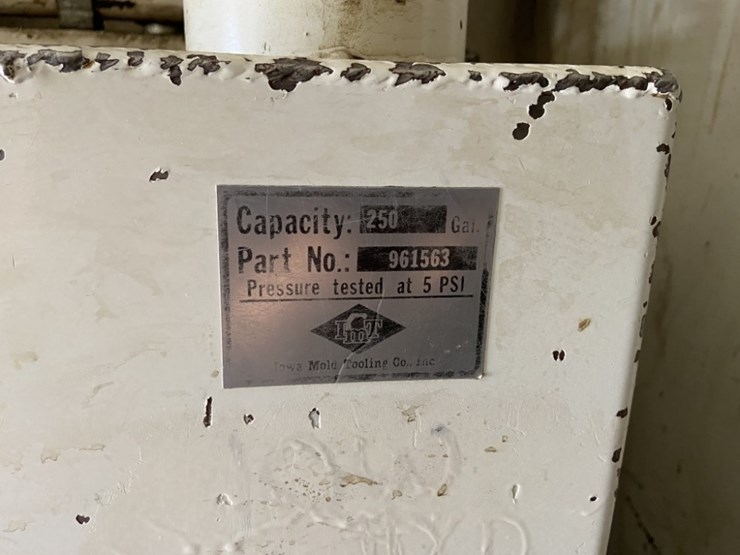 Capacity: 250 Gal.
Part No.: 961563
Pressure tested at 5 PSI
ImT
Iowa Mold Tooling Co., Inc